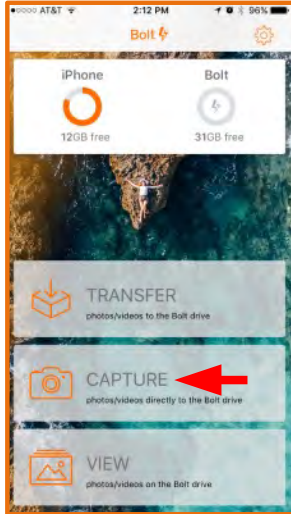 AT&T 2:12 PM 96%
Bolt
iPhone Bolt
12GB free 31GB free
TRANSFER
photos/videos to the Bolt drive
CAPTURE
photos/videos directly to the Bolt drive
VIEW
photos/videos on the Bolt drive